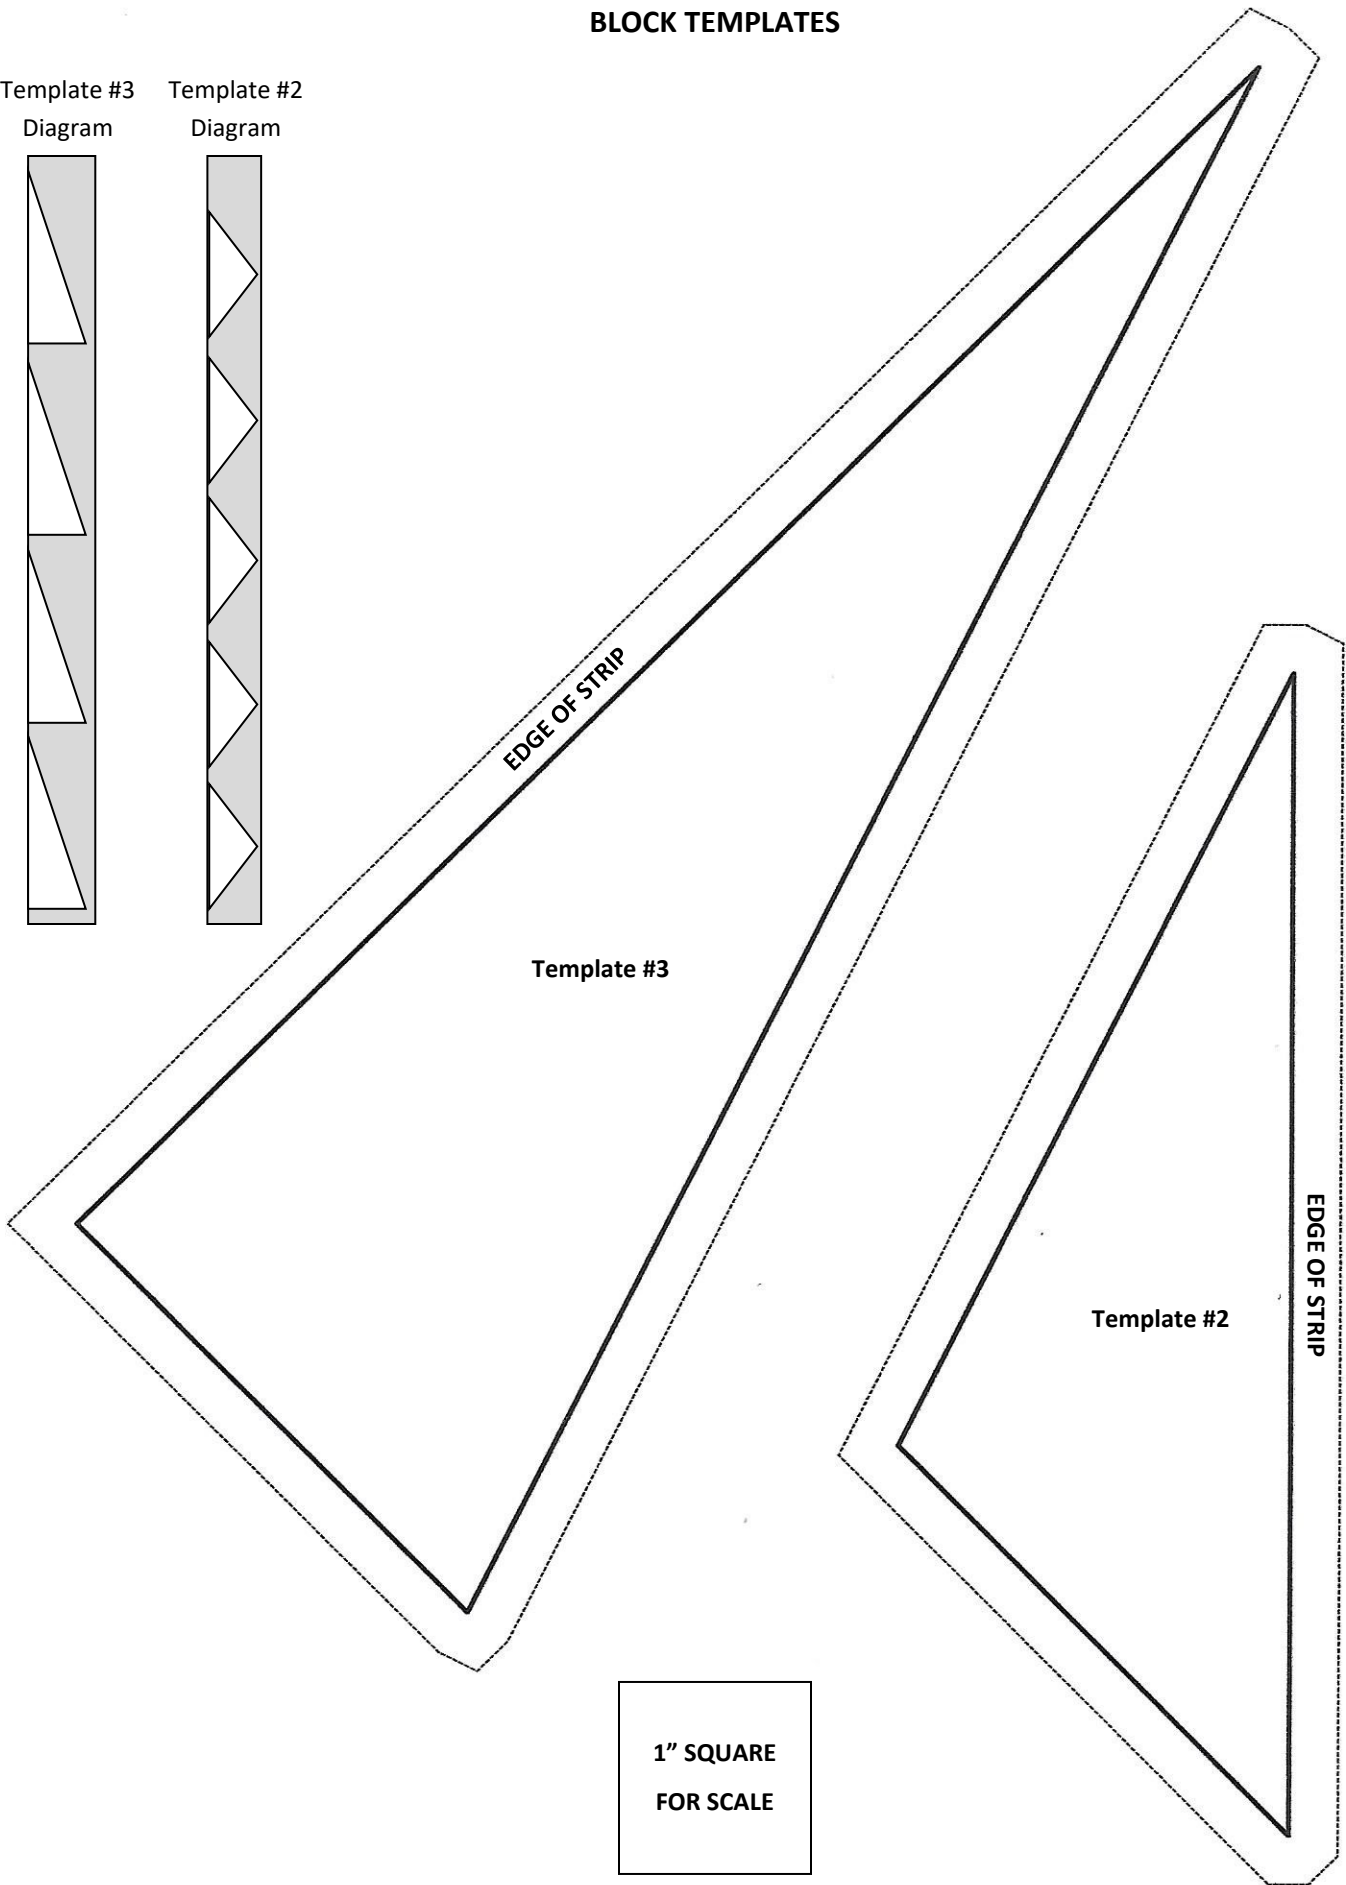 BLOCK TEMPLATES
Template #3
Diagram
Template #2
Diagram
EDGE OF STRIP
Template #3
EDGE OF STRIP
Template #2
1” SQUARE
FOR SCALE